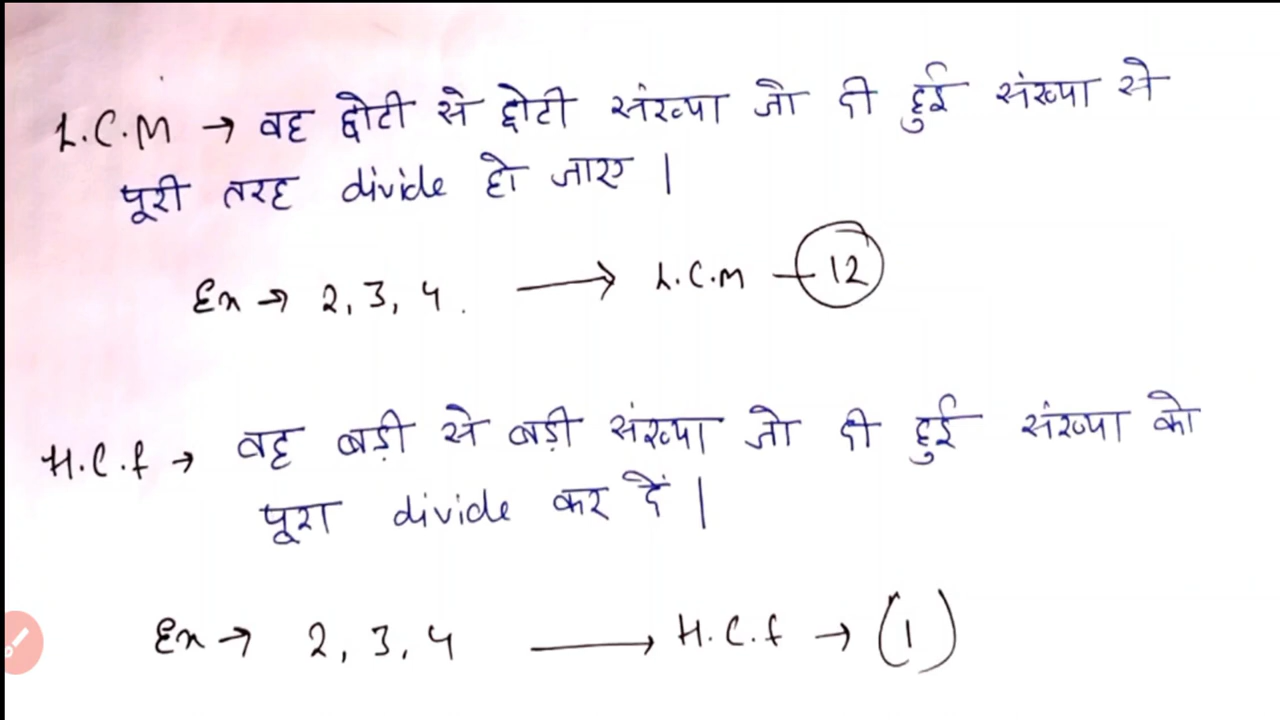 L.C.M → वह छोटी से छोटी संख्या जो दी हुई संख्या से
पूरी तरह divide हो जाए |
Ex → 2, 3, 4. ⟶ L.C.M – 12
H.C.f → वह बड़ी से बड़ी संख्या जो दी हुई संख्या को
पूरा divide कर दें |
Ex → 2, 3, 4 ⟶ H.C.f → (1)